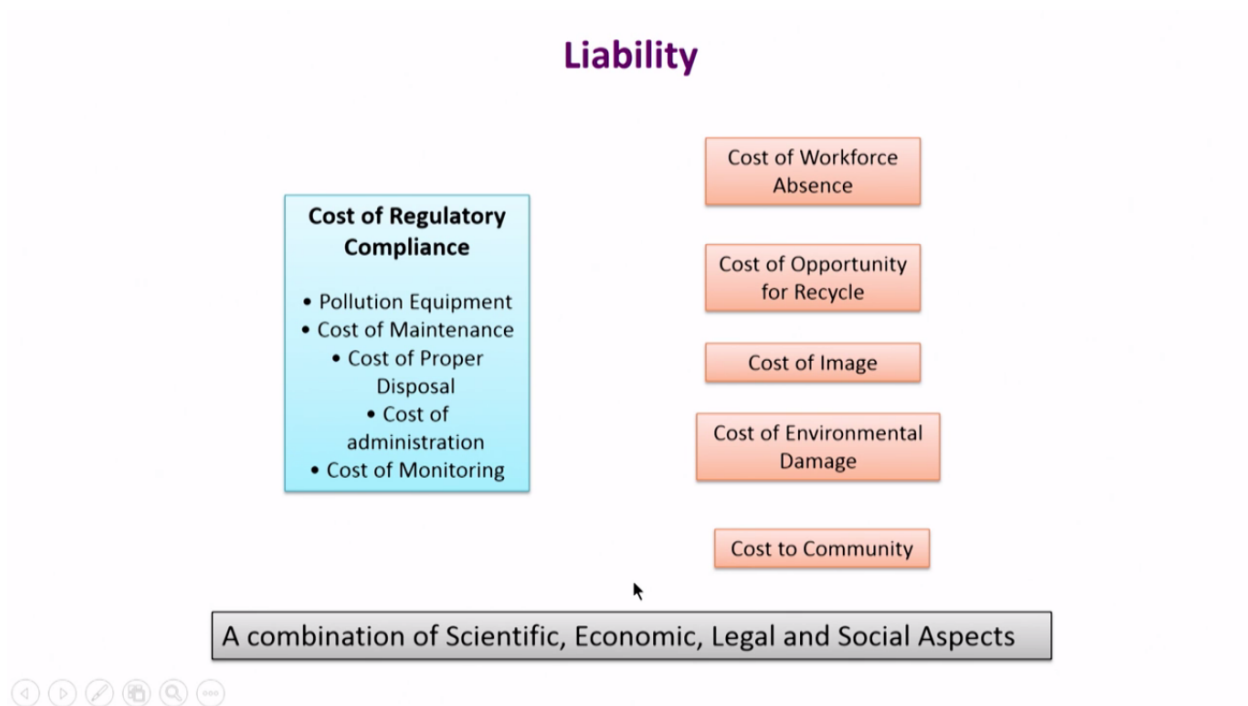 Liability
Cost of Regulatory
Compliance
• Pollution Equipment
• Cost of Maintenance
• Cost of Proper
Disposal
• Cost of
administration
• Cost of Monitoring
Cost of Workforce
Absence
Cost of Opportunity
for Recycle
Cost of Image
Cost of Environmental
Damage
Cost to Community
A combination of Scientific, Economic, Legal and Social Aspects